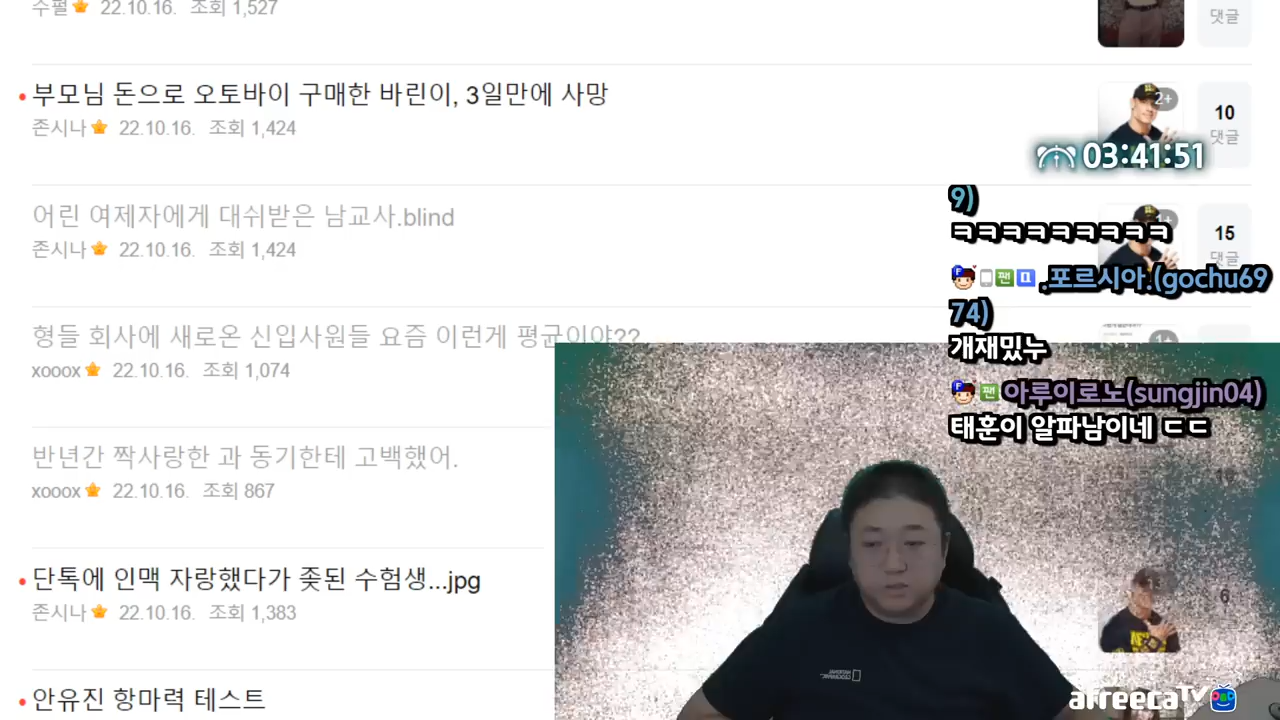 수펄 22.10.16. 조회 1,527
댓글
부모님 돈으로 오토바이 구매한 바린이, 3일만에 사망
존시나 22.10.16. 조회 1,424
2+
10
댓글
03:41:51
어린 여제자에게 대쉬받은 남교사.blind
존시나 22.10.16. 조회 1,424
15
댓글
9)
ㅋㅋㅋㅋㅋㅋㅋㅋㅋ
팬 .포르시아.(gochu69
74)
개재밌누
팬 아루이로노(sungjin04)
태훈이 알파남이네 ㄷㄷ
형들 회사에 새로온 신입사원들 요즘 이런게 평균이야??
xooox 22.10.16. 조회 1,074
반년간 짝사랑한 과 동기한테 고백했어.
xooox 22.10.16. 조회 867
단톡에 인맥 자랑했다가 좆된 수험생...jpg
존시나 22.10.16. 조회 1,383
6
안유진 항마력 테스트
afreecaTV